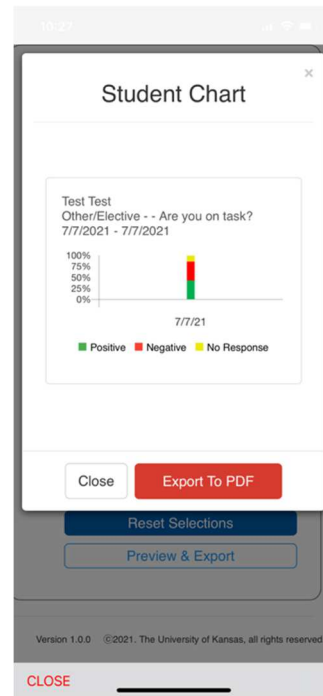 10:27
×
Student Chart
Test Test
Other/Elective - - Are you on task?
7/7/2021 - 7/7/2021
100%
75%
50%
25%
0%
7/7/21
Positive Negative No Response
Close Export To PDF
Reset Selections
Preview & Export
Version 1.0.0 ©2021. The University of Kansas, all rights reserved
CLOSE